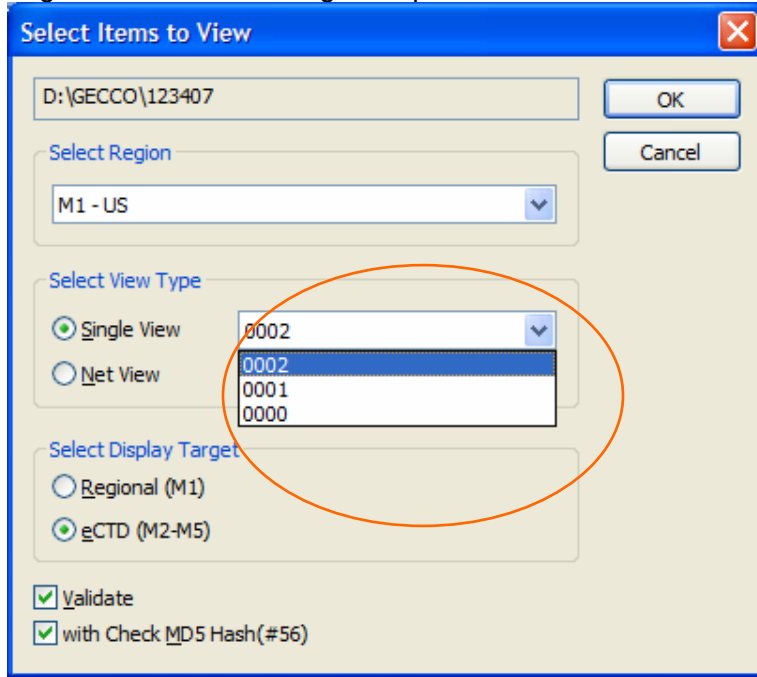 Select Items to View
D:\GECCO\123407
OK
Cancel
Select Region
M1 - US
Select View Type
Single View
0002
Net View
0002
0001
0000
Select Display Target
Regional (M1)
eCTD (M2-M5)
Validate
with Check MD5 Hash(#56)